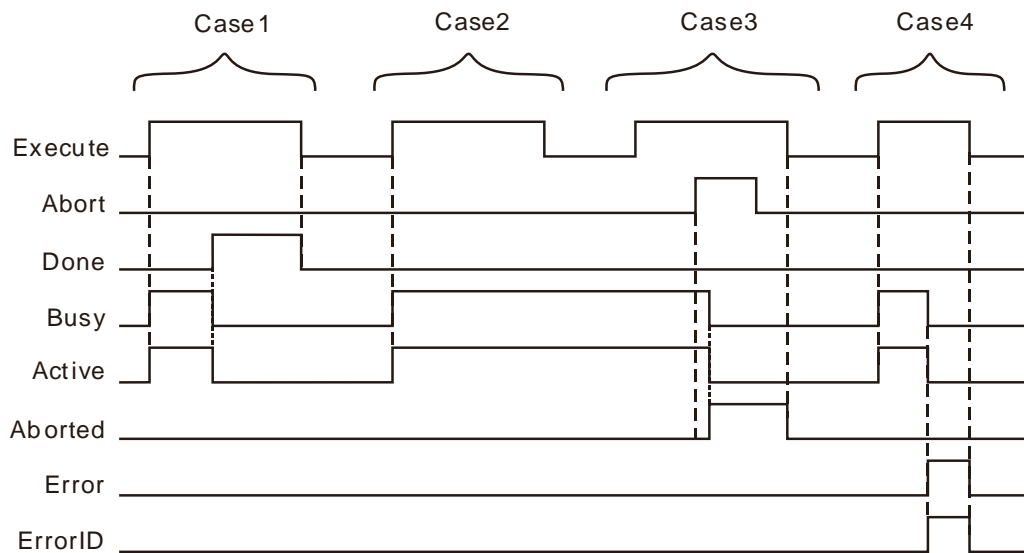 Case1 Case2 Case3 Case4
Execute
Abort
Done
Busy
Active
Aborted
Error
ErrorID